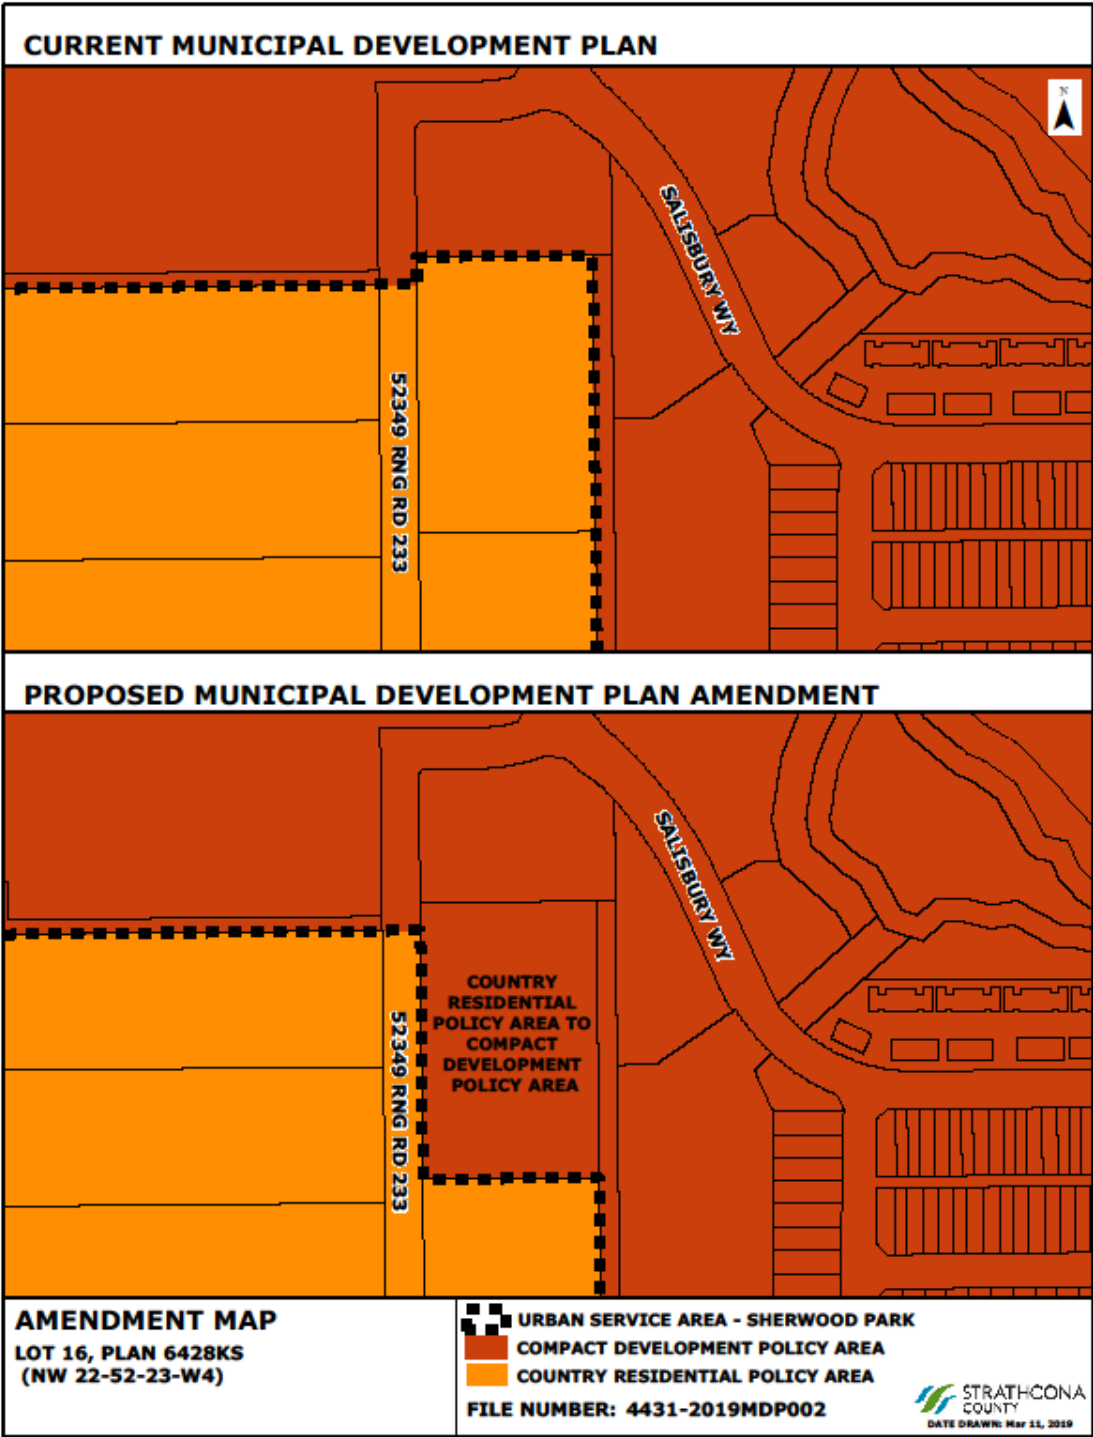 CURRENT MUNICIPAL DEVELOPMENT PLAN
N
SALISBURY WY
52349 RNG RD 233
PROPOSED MUNICIPAL DEVELOPMENT PLAN AMENDMENT
SALISBURY WY
COUNTRY
RESIDENTIAL
POLICY AREA TO
COMPACT
DEVELOPMENT
POLICY AREA
52349 RNG RD 233
AMENDMENT MAP
LOT 16, PLAN 6428KS
(NW 22-52-23-W4)
URBAN SERVICE AREA - SHERWOOD PARK
COMPACT DEVELOPMENT POLICY AREA
COUNTRY RESIDENTIAL POLICY AREA
FILE NUMBER: 4431-2019MDP002
STRATHCONA
COUNTY
DATE DRAWN: Mar 11, 2019